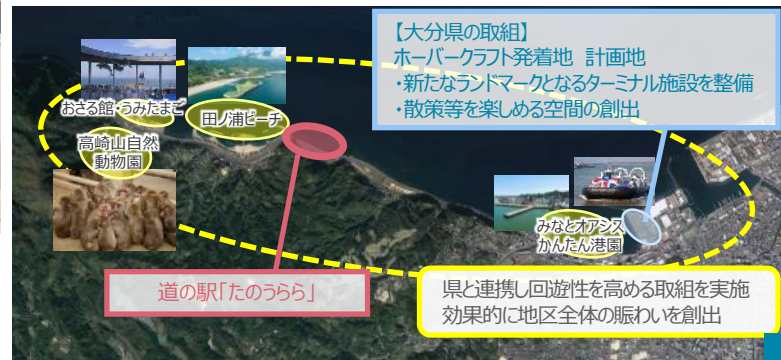 【大分県の取組】
ホーバークラフト発着地 計画地
・新たなランドマークとなるターミナル施設を整備
・散策等を楽しめる空間の創出
おさる館・うみたまご
田ノ浦ビーチ
高崎山自然
動物園
みなとオアシス
かんたん港園
道の駅「たのうらら」
県と連携し回遊性を高める取組を実施
効果的に地区全体の賑わいを創出